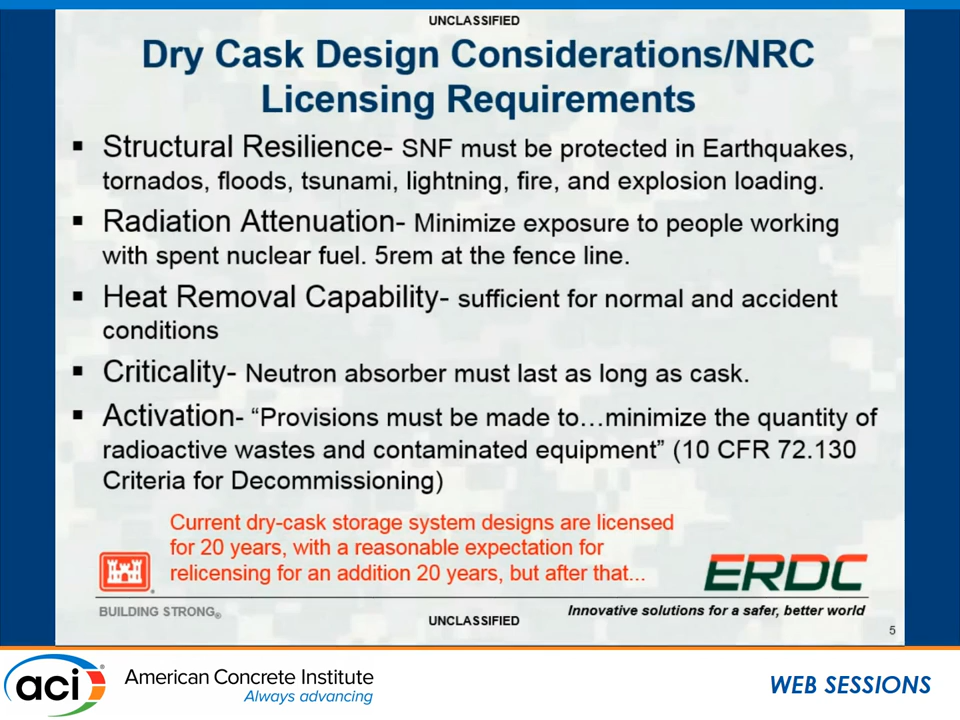 UNCLASSIFIED
Dry Cask Design Considerations/NRC
Licensing Requirements
▪ Structural Resilience- SNF must be protected in Earthquakes,
tornados, floods, tsunami, lightning, fire, and explosion loading.
▪ Radiation Attenuation- Minimize exposure to people working
with spent nuclear fuel. 5rem at the fence line.
▪ Heat Removal Capability- sufficient for normal and accident
conditions
▪ Criticality- Neutron absorber must last as long as cask.
▪ Activation- “Provisions must be made to…minimize the quantity of
radioactive wastes and contaminated equipment” (10 CFR 72.130
Criteria for Decommissioning)
Current dry-cask storage system designs are licensed
for 20 years, with a reasonable expectation for
relicensing for an addition 20 years, but after that...
ERDC
BUILDING STRONG®
Innovative solutions for a safer, better world
UNCLASSIFIED
5
aci®
American Concrete Institute
Always advancing
WEB SESSIONS